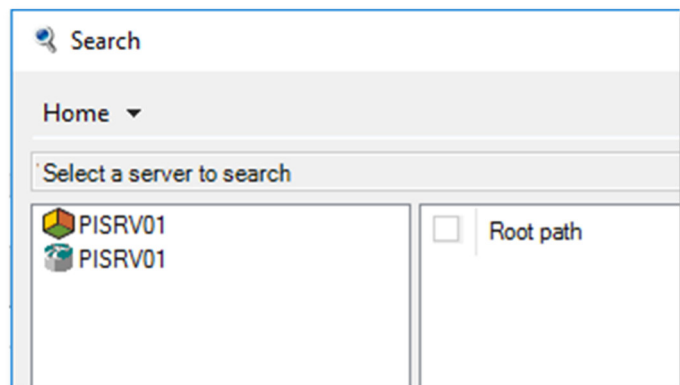 Search
Home
Select a server to search
PISRV01
PISRV01
Root path